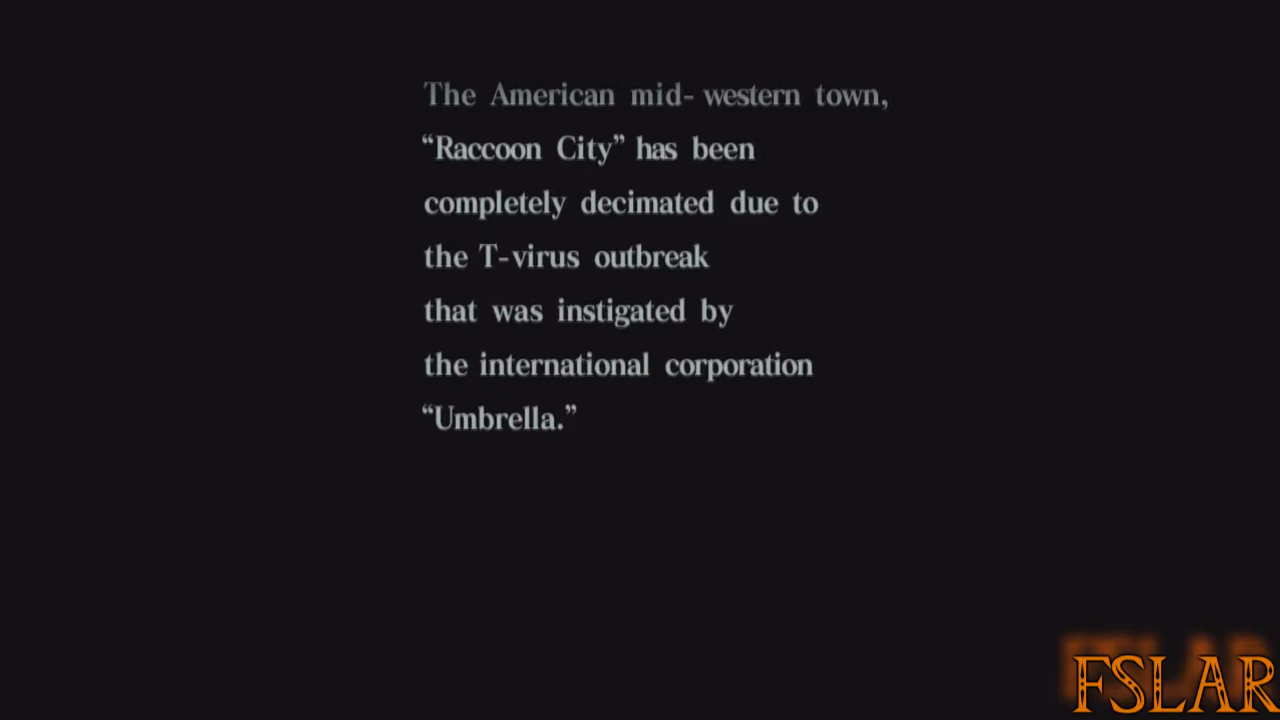 The American mid-western town,
“Raccoon City” has been
completely decimated due to
the T-virus outbreak
that was instigated by
the international corporation
“Umbrella.”
FSLAR